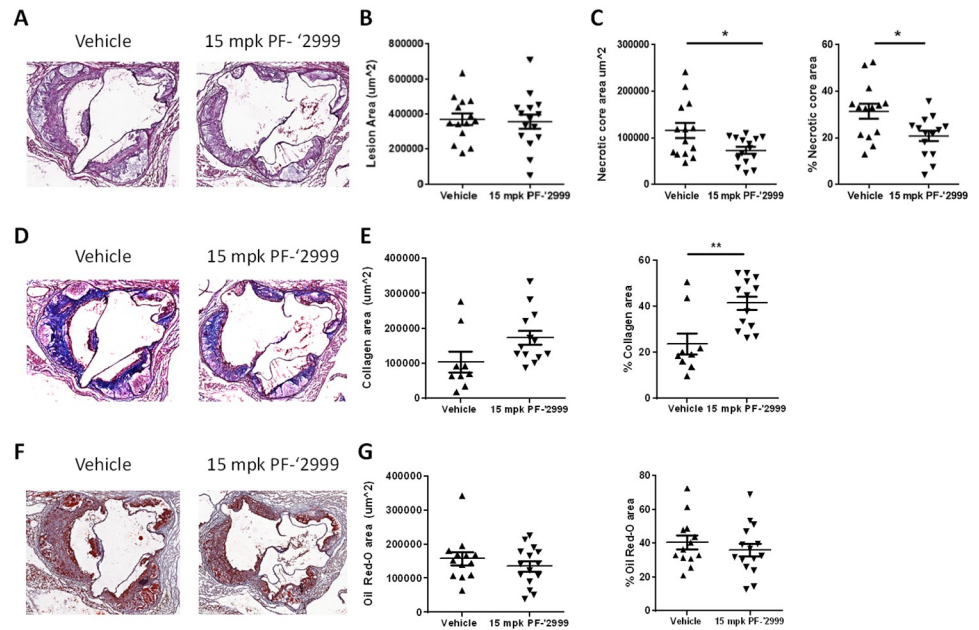 A
Vehicle
15 mpk PF- ‘2999
B
Lesion Area (um^2)
800000
600000
400000
200000
0
Vehicle
15 mpk PF-'2999
C
Necrotic core area um^2
300000
200000
100000
0
*
Vehicle
15 mpk PF-'2999
% Necrotic core area
60
40
20
0
*
Vehicle
15 mpk PF-'2999
D
Vehicle
15 mpk PF-‘2999
E
Collagen area (um^2)
400000
300000
200000
100000
0
Vehicle
15 mpk PF-'2999
% Collagen area
60
40
20
0
**
Vehicle
15 mpk PF-'2999
F
Vehicle
15 mpk PF-‘2999
G
Oil Red-O area (um^2)
400000
300000
200000
100000
0
Vehicle
15 mpk PF-'2999
% Oil Red-O area
80
60
40
20
0
Vehicle
15 mpk PF-'2999